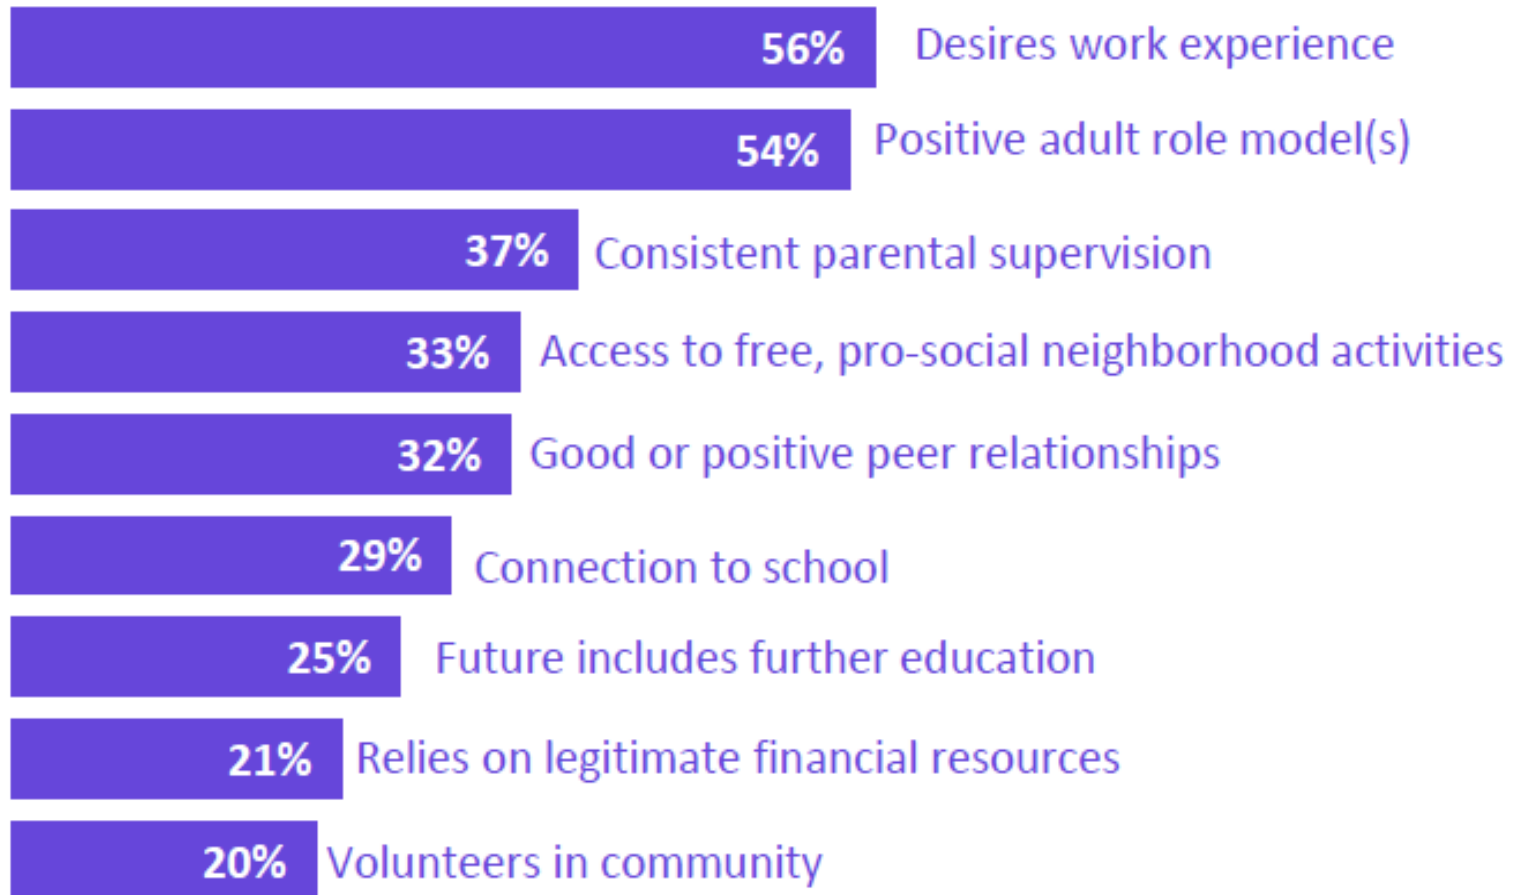 56% Desires work experience
54% Positive adult role model(s)
37% Consistent parental supervision
33% Access to free, pro-social neighborhood activities
32% Good or positive peer relationships
29% Connection to school
25% Future includes further education
21% Relies on legitimate financial resources
20% Volunteers in community